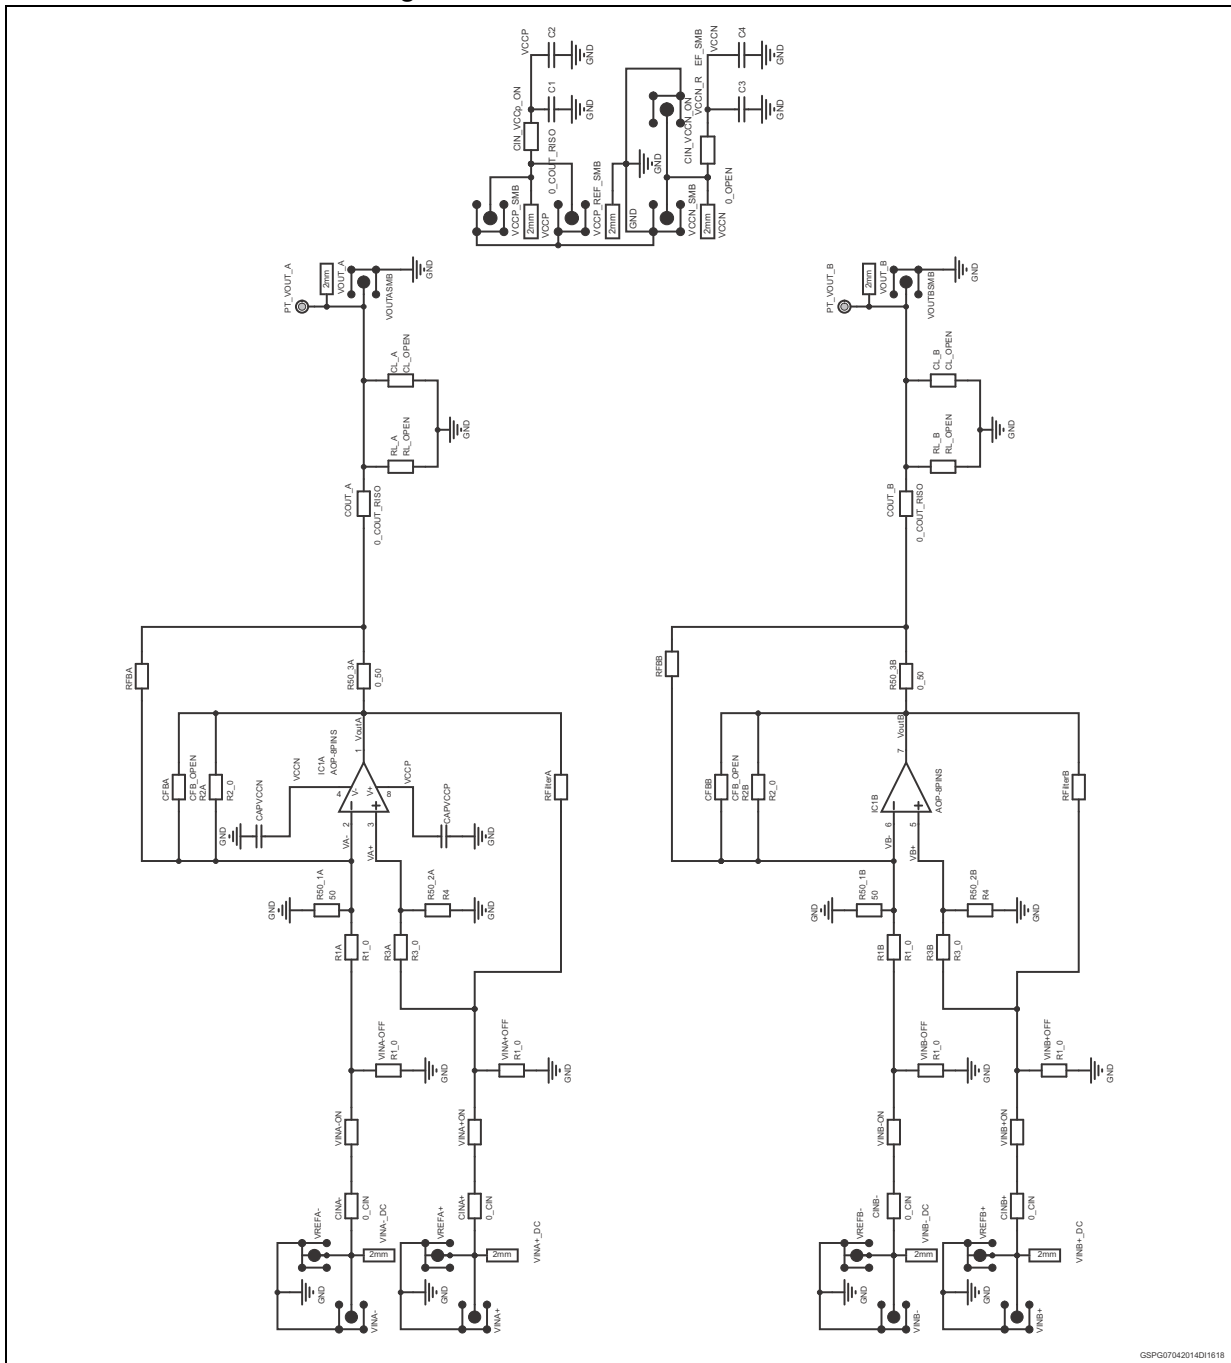 VCCP
C2
GND
CIN_VCCp_ON
C1
GND
0_COUT_RISO
VCCP_SMB
2mm
VCCP
VCCP_REF_SMB
2mm
GND
GND
VCCN_R EF_SMB
VCCN
C4
GND
C3
GND
CIN_VCCN_ON
0_OPEN
VCCN_SMB
2mm
VCCN
PT_VOUT_A
2mm
VOUT_A
VOUTASMB
GND
CL_A
CL_OPEN
RL_A
RL_OPEN
GND
COUT_A
0_COUT_RISO
RFBA
R50_3A
0_50
CFBA
CFB_OPEN
R2A
R2_0
GND
CAPVCCN
VCCN
IC1A
AOP-8PINS
VoutA
1
4
V-
V+
8
VCCP
2
3
VA-
VA+
CAPVCCP
GND
RFilterA
GND
R50_1A
50
R50_2A
R4
GND
R1A
R1_0
R3A
R3_0
VINA-OFF
R1_0
GND
VINA+OFF
R1_0
GND
VINA-ON
VINA+ON
CINA-
0_CIN
CINA+
0_CIN
VREFA-
VINA-_DC
2mm
VREFA+
VINA+_DC
2mm
GND
GND
VINA-
VINA+
PT_VOUT_B
2mm
VOUT_B
VOUTBSMB
GND
CL_B
CL_OPEN
RL_B
RL_OPEN
GND
COUT_B
0_COUT_RISO
RFBB
R50_3B
0_50
CFBB
CFB_OPEN
R2B
R2_0
VoutB
7
IC1B
AOP-8PINS
6
5
VB-
VB+
RFilterB
GND
R50_1B
50
R50_2B
R4
GND
R1B
R1_0
R3B
R3_0
VINB-OFF
R1_0
GND
VINB+OFF
R1_0
GND
VINB-ON
VINB+ON
CINB-
0_CIN
CINB+
0_CIN
VREFB-
VINB-_DC
2mm
VREFB+
VINB+_DC
2mm
GND
GND
VINB-
VINB+
GSPG07042014DI1618